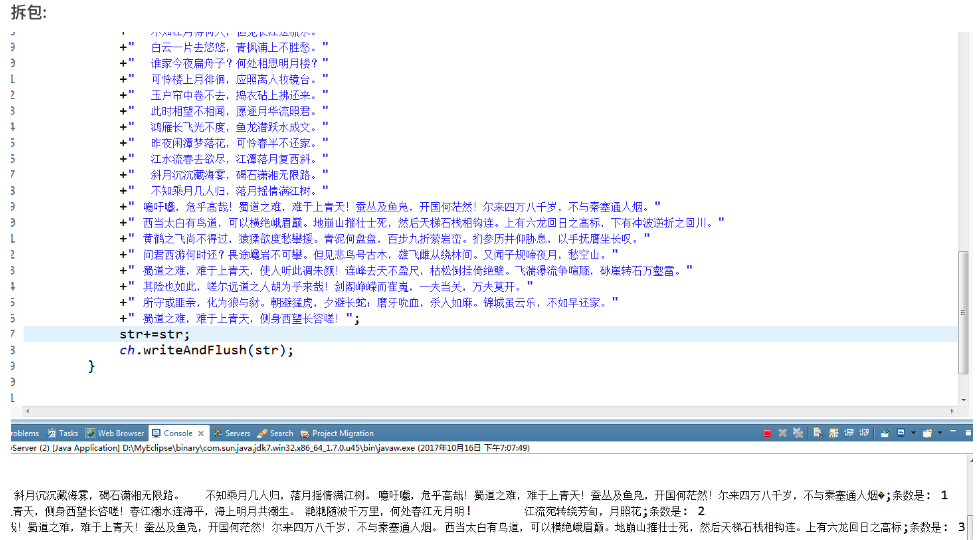 拆包:
+" 白云一片去悠悠，青枫浦上不胜愁。"
+" 谁家今夜扁舟子？何处相思明月楼？"
+" 可怜楼上月徘徊，应照离人妆镜台。"
+" 玉户帘中卷不去，捣衣砧上拂还来。"
+" 此时相望不相闻，愿逐月华流照君。"
+" 鸿雁长飞光不度，鱼龙潜跃水成文。"
+" 昨夜闲潭梦落花，可怜春半不还家。"
+" 江水流春去欲尽，江潭落月复西斜。"
+" 斜月沉沉藏海雾，碣石潇湘无限路。"
+" 不知乘月几人归，落月摇情满江树。"
+" 噫吁嚱，危乎高哉！蜀道之难，难于上青天！蚕丛及鱼凫，开国何茫然！尔来四万八千岁，不与秦塞通人烟。"
+" 西当太白有鸟道，可以横绝峨眉巅。地崩山摧壮士死，然后天梯石栈相钩连。上有六龙回日之高标，下有冲波逆折之回川。"
+" 黄鹤之飞尚不得过，猿猱欲度愁攀援。青泥何盘盘，百步九折萦岩峦。扪参历井仰胁息，以手抚膺坐长叹。"
+" 问君西游何时还？畏途巉岩不可攀。但见悲鸟号古木，雄飞雌从绕林间。又闻子规啼夜月，愁空山。"
+" 蜀道之难，难于上青天，使人听此凋朱颜！连峰去天不盈尺，枯松倒挂倚绝壁。飞湍瀑流争喧豗，砯崖转石万壑雷。"
+" 其险也如此，嗟尔远道之人胡为乎来哉！剑阁峥嵘而崔嵬，一夫当关，万夫莫开。"
+" 所守或匪亲，化为狼与豺。朝避猛虎，夕避长蛇；磨牙吮血，杀人如麻。锦城虽云乐，不如早还家。"
+" 蜀道之难，难于上青天，侧身西望长咨嗟！";
str+=str;
ch.writeAndFlush(str);
}
roblems Tasks Web Browser Console Servers Search Project Migration
Server (2) [Java Application] D:\MyEclipse\binary\com.sun.java.jdk7.win32.x86_64_1.7.0.u45\bin\javaw.exe (2017年10月16日 下午7:07:49)
斜月沉沉藏海雾，碣石潇湘无限路。 不知乘月几人归，落月摇情满江树。 噫吁嚱，危乎高哉！蜀道之难，难于上青天！蚕丛及鱼凫，开国何茫然！尔来四万八千岁，不与秦塞通人烟�;条数是: 1
上青天，侧身西望长咨嗟！春江潮水连海平，海上明月共潮生。 滟滟随波千万里，何处春江无月明！ 江流宛转绕芳甸，月照花;条数是: 2
！蜀道之难，难于上青天！蚕丛及鱼凫，开国何茫然！尔来四万八千岁，不与秦塞通人烟。 西当太白有鸟道，可以横绝峨眉巅。地崩山摧壮士死，然后天梯石栈相钩连。上有六龙回日之高标;条数是: 3